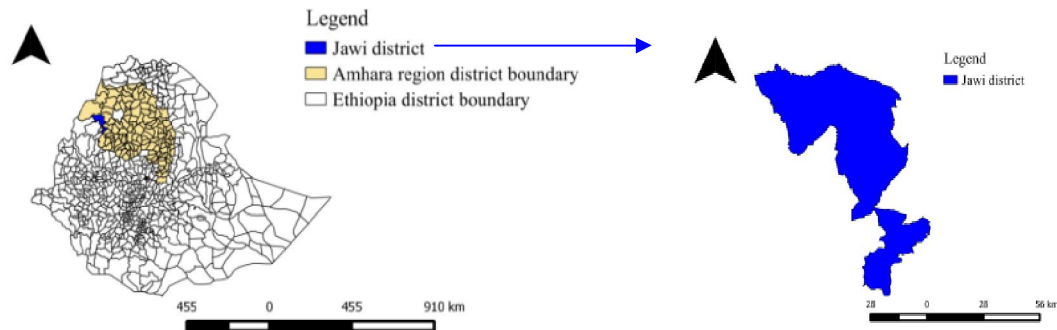 Legend
Jawi district
Amhara region district boundary
Ethiopia district boundary
455 0 455 910 km
Legend
Jawi district
28 0 28 56 km